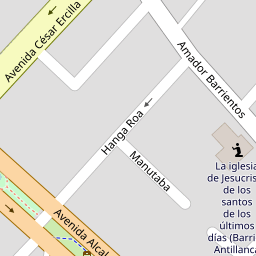 Avenida César Ercilla
Amador Barrientos
Hanga Roa
Manutaba
La iglesia
de Jesucris
de los
santos
de los
últimos
días (Barri
Antillanca
Avenida Alcal